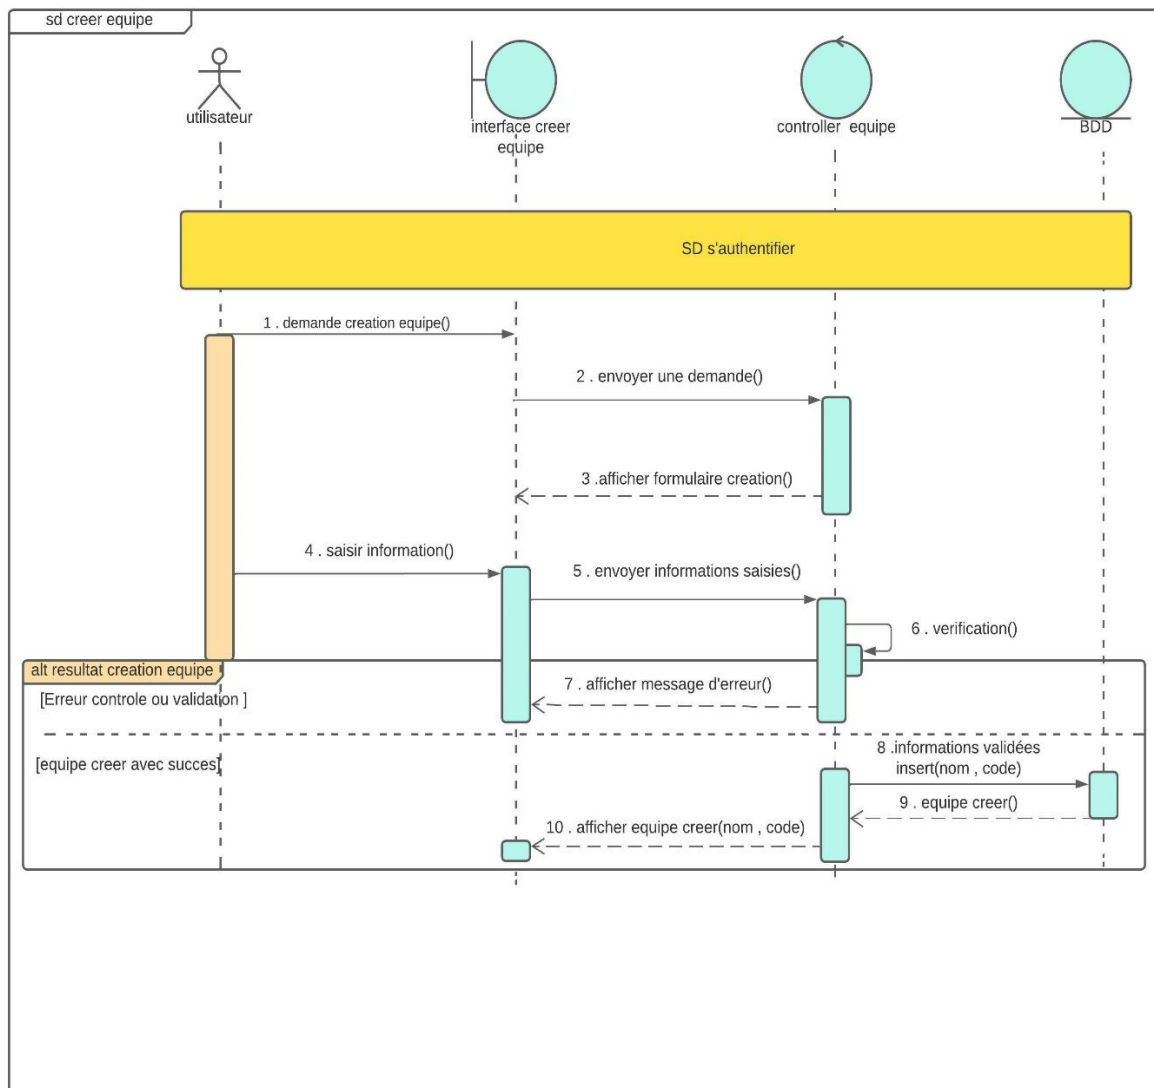 sd creer equipe
utilisateur
interface creer
equipe
controller equipe
BDD
SD s'authentifier
1 . demande creation equipe()
2 . envoyer une demande()
3 .afficher formulaire creation()
4 . saisir information()
5 . envoyer informations saisies()
6 . verification()
alt resultat creation equipe
[Erreur controle ou validation ]
7 . afficher message d'erreur()
[equipe creer avec succes]
8 .informations validées
insert(nom , code)
9 . equipe creer()
10 . afficher equipe creer(nom , code)